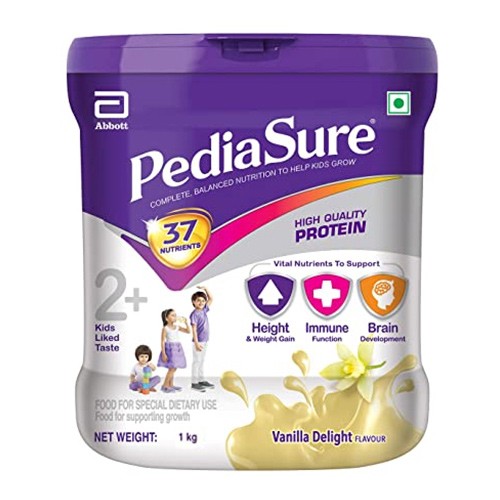 Abbott
PediaSure®
COMPLETE, BALANCED NUTRITION TO HELP KIDS GROW
37
NUTRIENTS
HIGH QUALITY
PROTEIN
Vital Nutrients To Support
2+
Kids
Liked
Taste
Height
& Weight Gain
Immune
Function
Brain
Development
FOOD FOR SPECIAL DIETARY USE
Food for supporting growth
NET WEIGHT: 1 kg
Vanilla Delight FLAVOUR